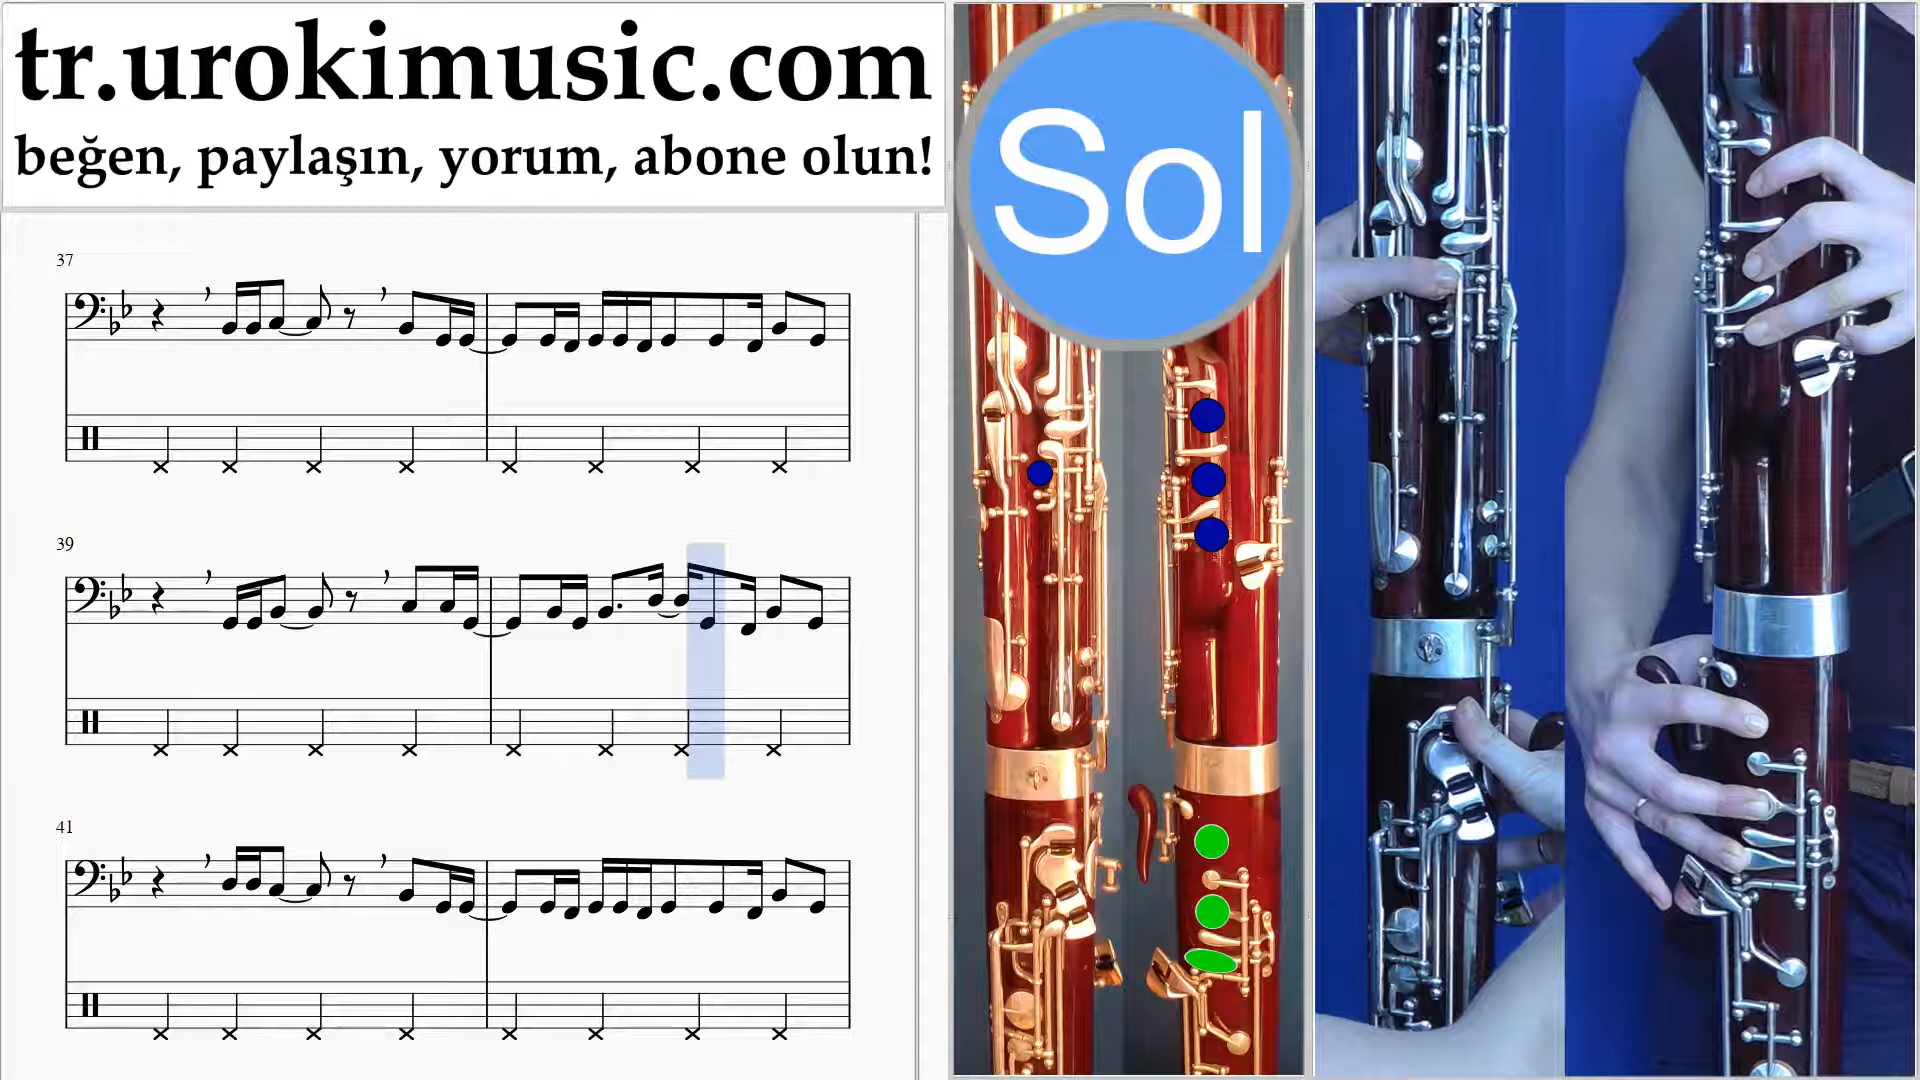 tr.urokimusic.com
beğen, paylaşın, yorum, abone olun!
Sol
37
39
41